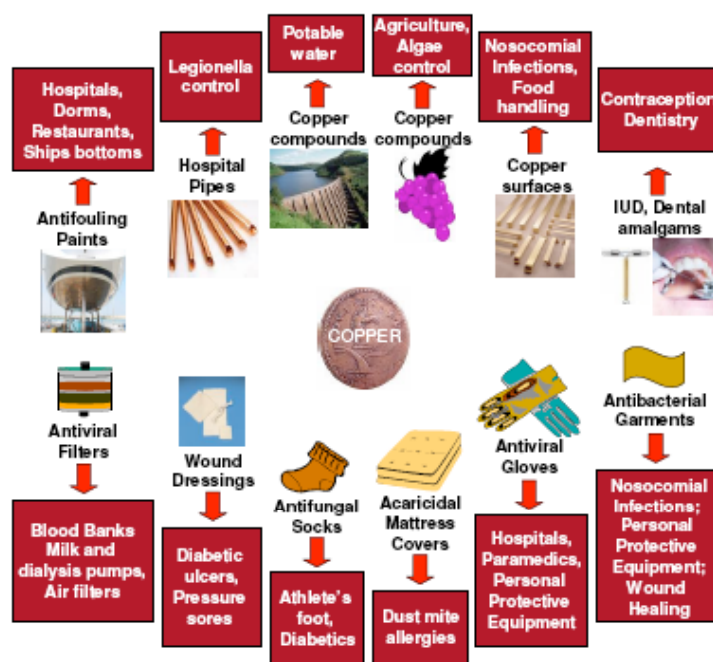 Hospitals,
Dorms,
Restaurants,
Ships bottoms
Antifouling
Paints
Legionella
control
Hospital
Pipes
Potable
water
Copper
compounds
Agriculture,
Algae
control
Copper
compounds
Nosocomial
Infections,
Food
handling
Copper
surfaces
Contraception
Dentistry
IUD, Dental
amalgams
COPPER
Antiviral
Filters
Blood Banks
Milk and
dialysis pumps,
Air filters
Wound
Dressings
Diabetic
ulcers,
Pressure
sores
Antifungal
Socks
Athlete's
foot,
Diabetics
Acaricidal
Mattress
Covers
Dust mite
allergies
Antiviral
Gloves
Hospitals,
Paramedics,
Personal
Protective
Equipment
Antibacterial
Garments
Nosocomial
Infections;
Personal
Protective
Equipment;
Wound
Healing